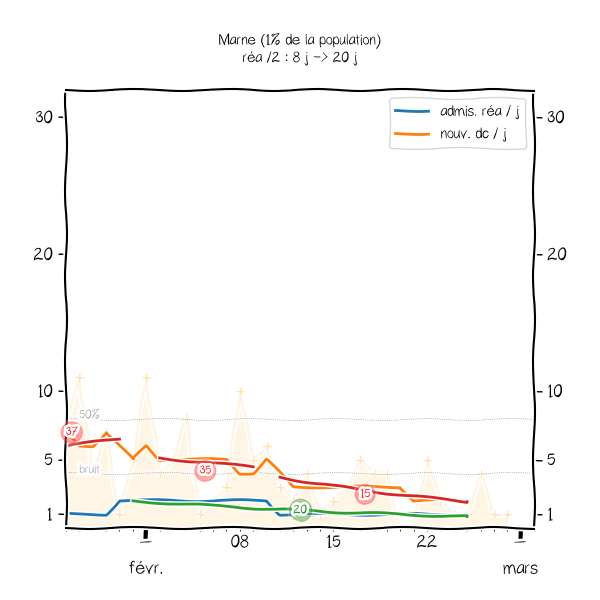 Marne (1% de la population)
réa /2 : 8 j -> 20 j
admis. réa / j
nouv. dc / j
30
30
20
20
10
10
50%
37
5
5
bruit
35
15
20
1
1
08
15
22
févr.
mars